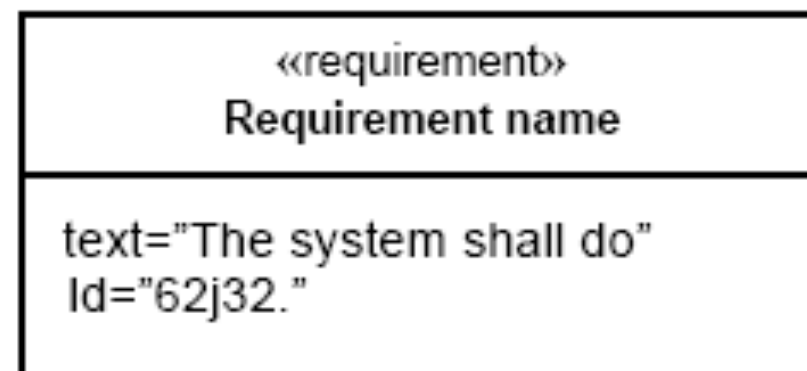 «requirement»
Requirement name
text=”The system shall do”
Id=”62j32.”